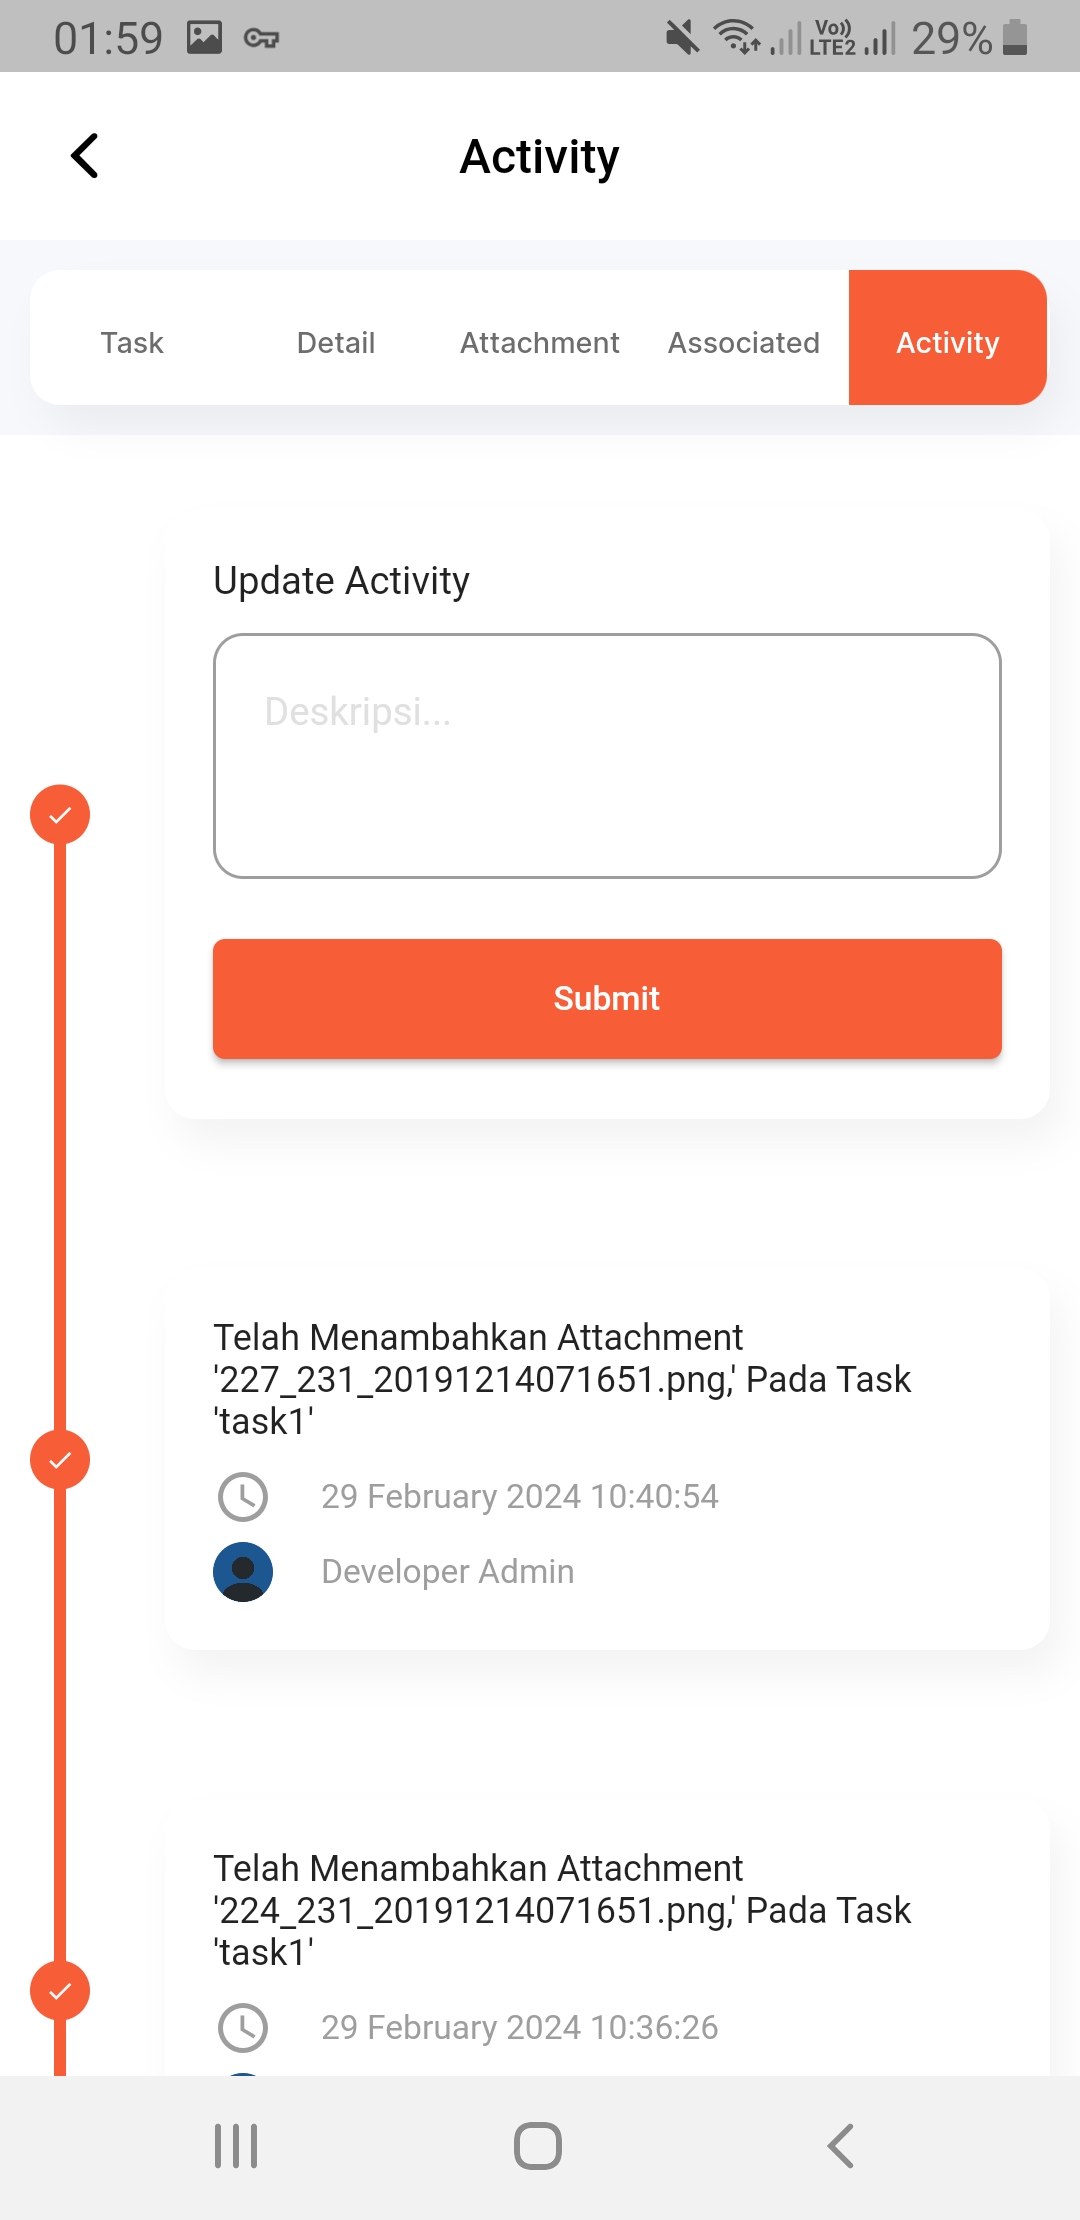 01:59
Vo)) LTE2 29%
Activity
Task Detail Attachment Associated Activity
Update Activity
Deskripsi...
Submit
Telah Menambahkan Attachment
'227_231_20191214071651.png,' Pada Task
'task1'
29 February 2024 10:40:54
Developer Admin
Telah Menambahkan Attachment
'224_231_20191214071651.png,' Pada Task
'task1'
29 February 2024 10:36:26